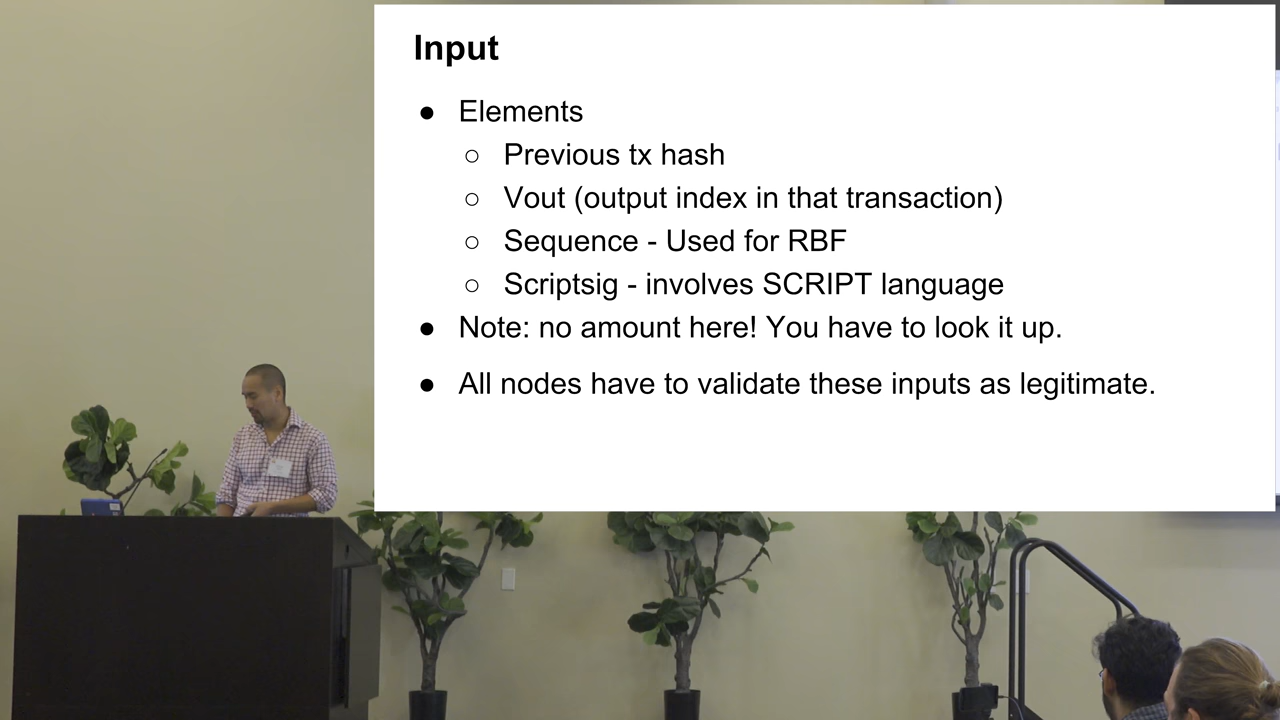 Input
● Elements
○ Previous tx hash
○ Vout (output index in that transaction)
○ Sequence - Used for RBF
○ Scriptsig - involves SCRIPT language
● Note: no amount here! You have to look it up.
● All nodes have to validate these inputs as legitimate.